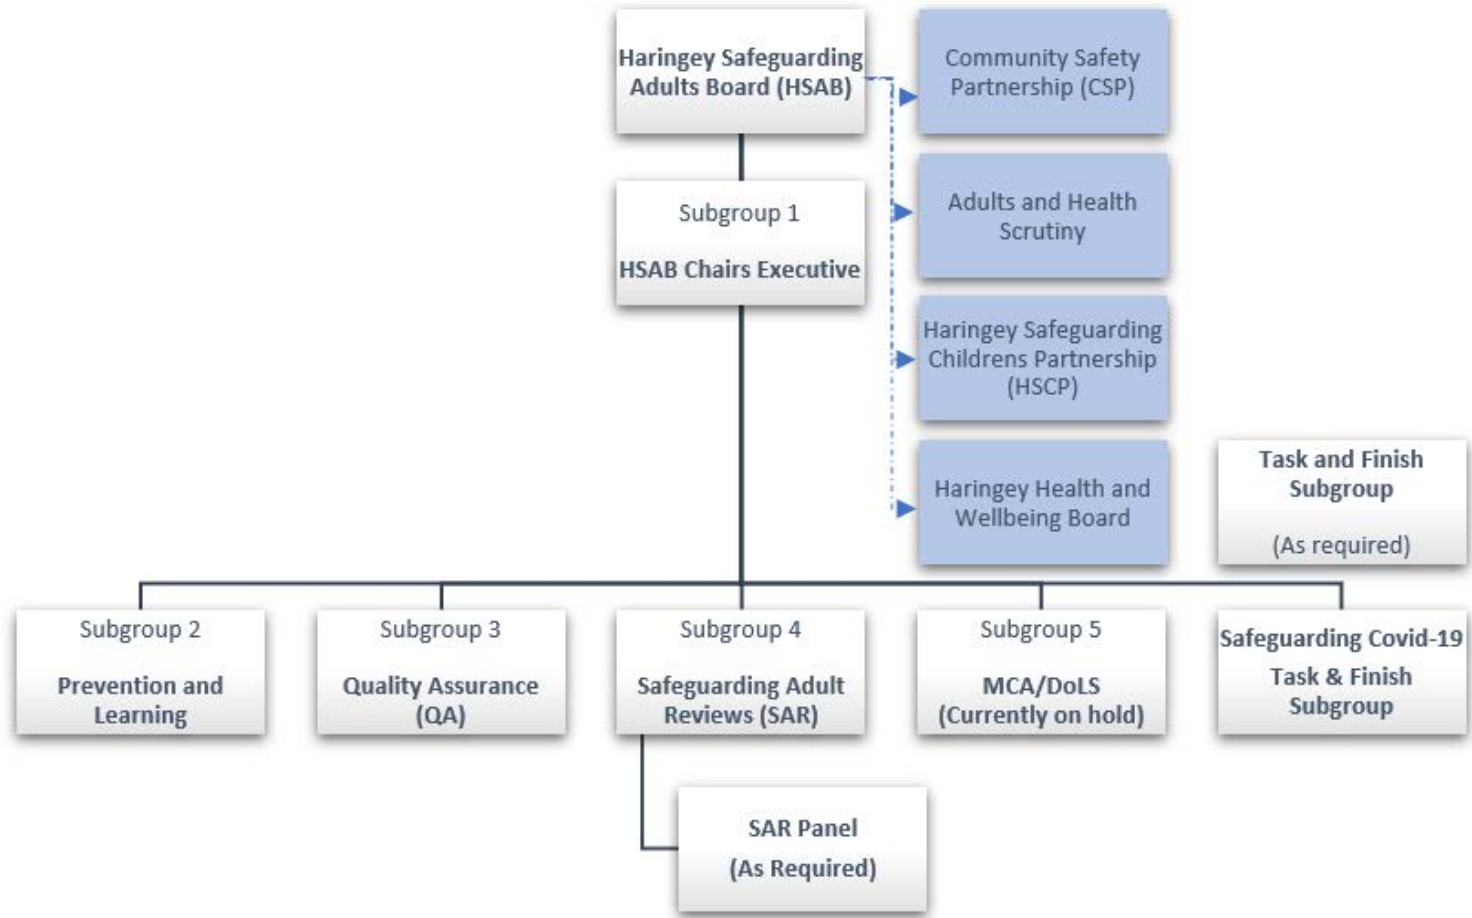 Haringey Safeguarding
Adults Board (HSAB)
Community Safety
Partnership (CSP)
Subgroup 1
HSAB Chairs Executive
Adults and Health
Scrutiny
Haringey Safeguarding
Childrens Partnership
(HSCP)
Haringey Health and
Wellbeing Board
Task and Finish
Subgroup
(As required)
Subgroup 2
Prevention and
Learning
Subgroup 3
Quality Assurance
(QA)
Subgroup 4
Safeguarding Adult
Reviews (SAR)
Subgroup 5
MCA/DoLS
(Currently on hold)
Safeguarding Covid-19
Task & Finish
Subgroup
SAR Panel
(As Required)